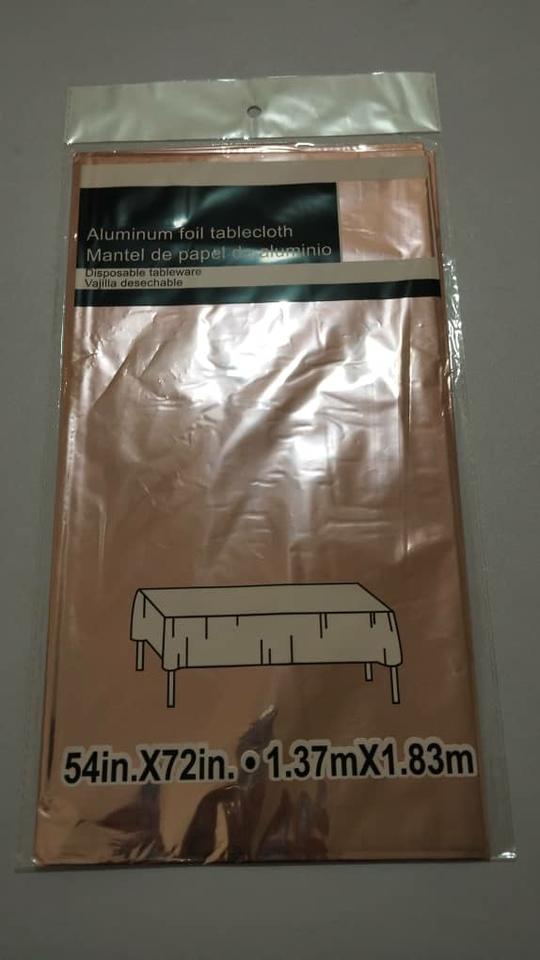 Aluminum foil tablecloth
Mantel de papel de aluminio
Disposable tableware
Vajilla desechable
54in.X72in. • 1.37mX1.83m